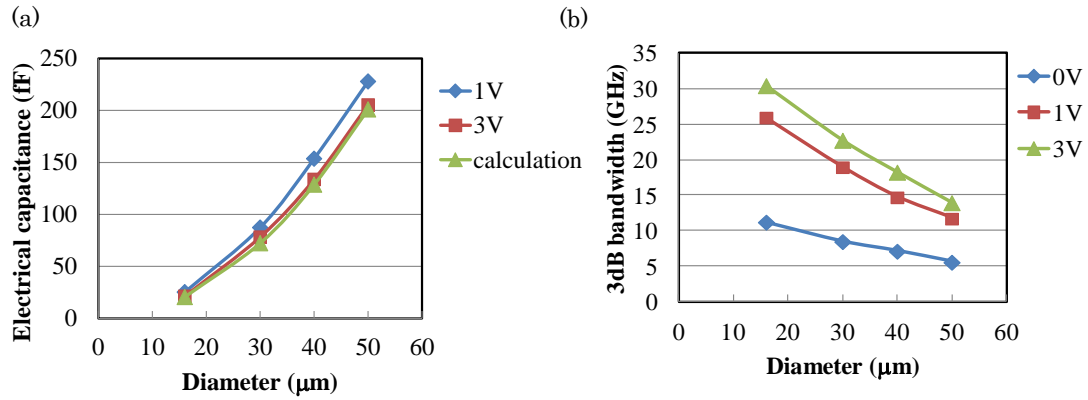 (a)
250
200
150
100
50
0
0 10 20 30 40 50 60
Electrical capacitance (fF)
Diameter (μm)
1V
3V
calculation
(b)
35
30
25
20
15
10
5
0
0 10 20 30 40 50 60
3dB bandwidth (GHz)
Diameter (μm)
0V
1V
3V